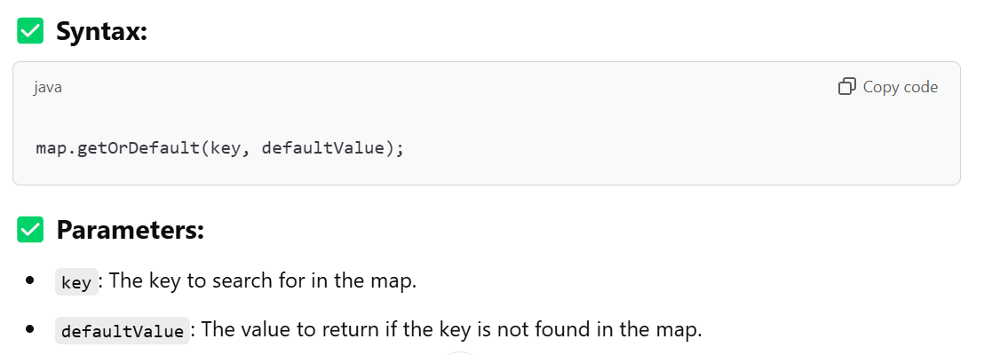 ✅ Syntax:
java
Copy code
map.getOrDefault(key, defaultValue);
✅ Parameters:
• key: The key to search for in the map.
• defaultValue: The value to return if the key is not found in the map.